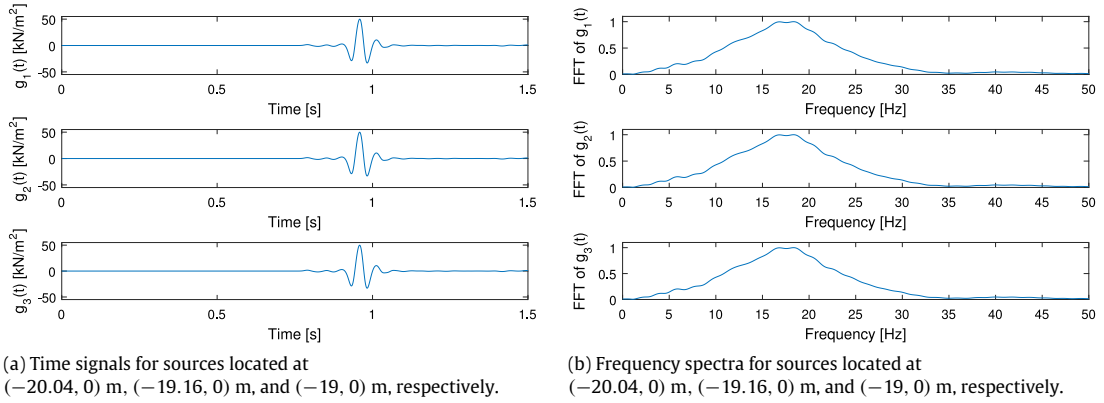 50
0
-50
g₁(t) [kN/m²]
0 0.5 1 1.5
Time [s]
50
0
-50
g₂(t) [kN/m²]
0 0.5 1 1.5
Time [s]
50
0
-50
g₃(t) [kN/m²]
0 0.5 1 1.5
Time [s]
(a) Time signals for sources located at
(−20.04, 0) m, (−19.16, 0) m, and (−19, 0) m, respectively.
1
0.5
0
FFT of g₁(t)
0 5 10 15 20 25 30 35 40 45 50
Frequency [Hz]
1
0.5
0
FFT of g₂(t)
0 5 10 15 20 25 30 35 40 45 50
Frequency [Hz]
1
0.5
0
FFT of g₃(t)
0 5 10 15 20 25 30 35 40 45 50
Frequency [Hz]
(b) Frequency spectra for sources located at
(−20.04, 0) m, (−19.16, 0) m, and (−19, 0) m, respectively.